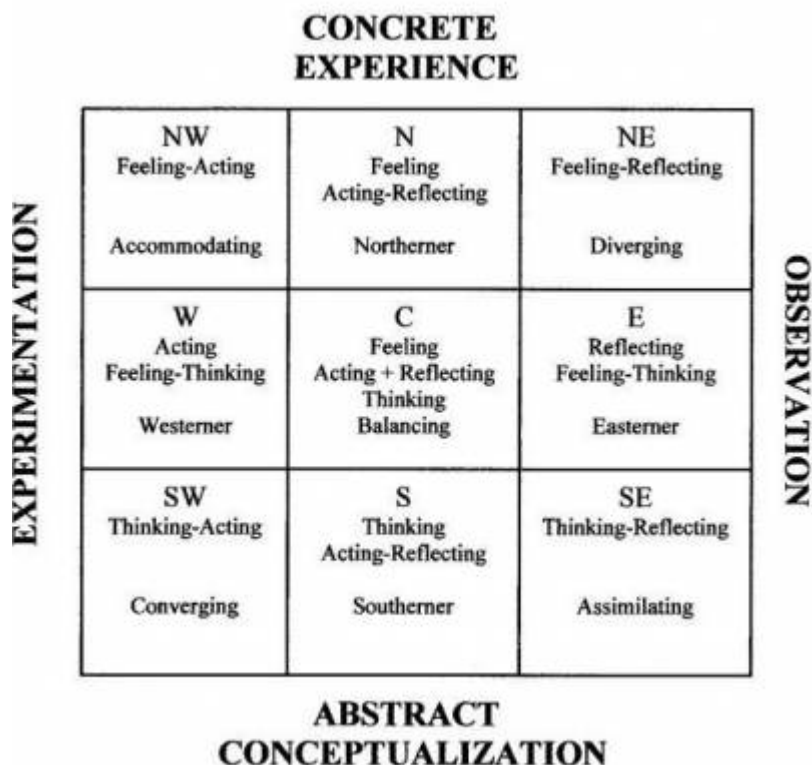 CONCRETE
EXPERIENCE
NW
Feeling-Acting
Accommodating
N
Feeling
Acting-Reflecting
Northerner
NE
Feeling-Reflecting
Diverging
EXPERIMENTATION
W
Acting
Feeling-Thinking
Westerner
C
Feeling
Acting + Reflecting
Thinking
Balancing
E
Reflecting
Feeling-Thinking
Easterner
OBSERVATION
SW
Thinking-Acting
Converging
S
Thinking
Acting-Reflecting
Southerner
SE
Thinking-Reflecting
Assimilating
ABSTRACT
CONCEPTUALIZATION